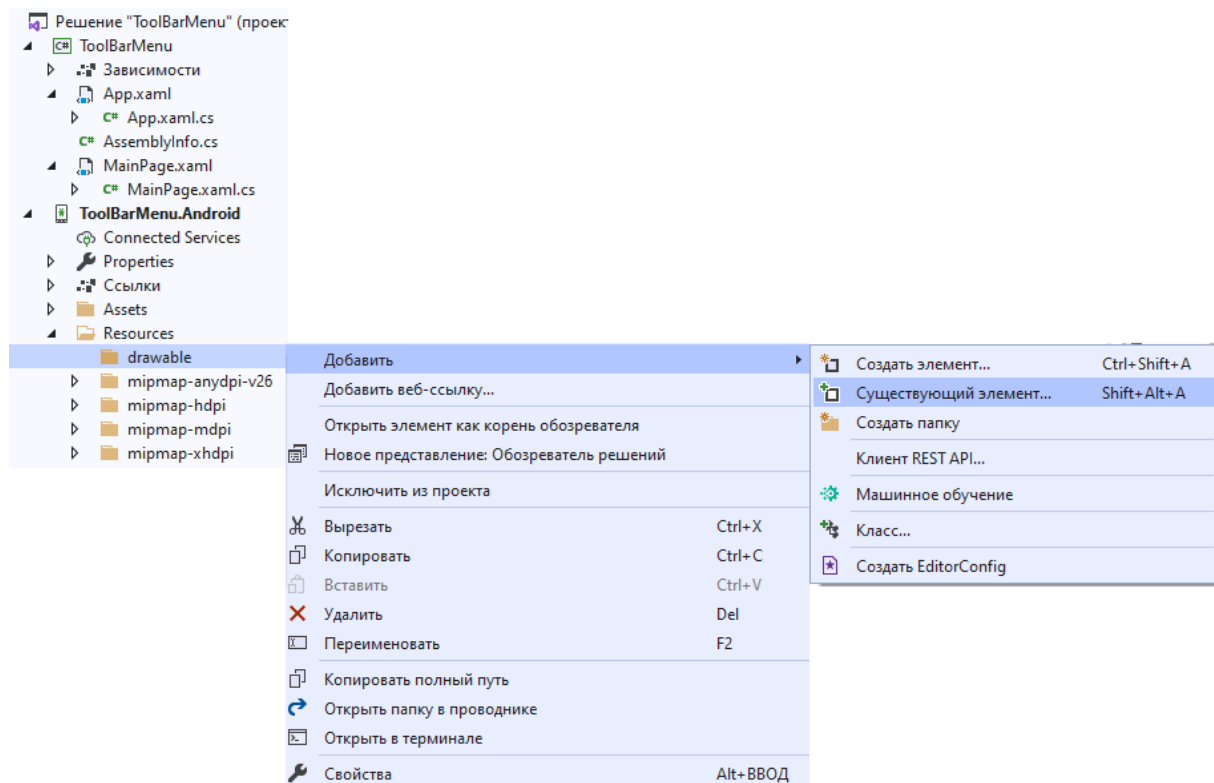 Решение "ToolBarMenu" (проек
C# ToolBarMenu
Зависимости
App.xaml
C# App.xaml.cs
C# AssemblyInfo.cs
MainPage.xaml
C# MainPage.xaml.cs
ToolBarMenu.Android
Connected Services
Properties
Ссылки
Assets
Resources
drawable
mipmap-anydpi-v26
mipmap-hdpi
mipmap-mdpi
mipmap-xhdpi
Добавить
Добавить веб-ссылку...
Открыть элемент как корень обозревателя
Новое представление: Обозреватель решений
Исключить из проекта
Вырезать Ctrl+X
Копировать Ctrl+C
Вставить Ctrl+V
Удалить Del
Переименовать F2
Копировать полный путь
Открыть папку в проводнике
Открыть в терминале
Свойства Alt+ВВОД
Создать элемент... Ctrl+Shift+A
Существующий элемент... Shift+Alt+A
Создать папку
Клиент REST API...
Машинное обучение
Класс...
Создать EditorConfig